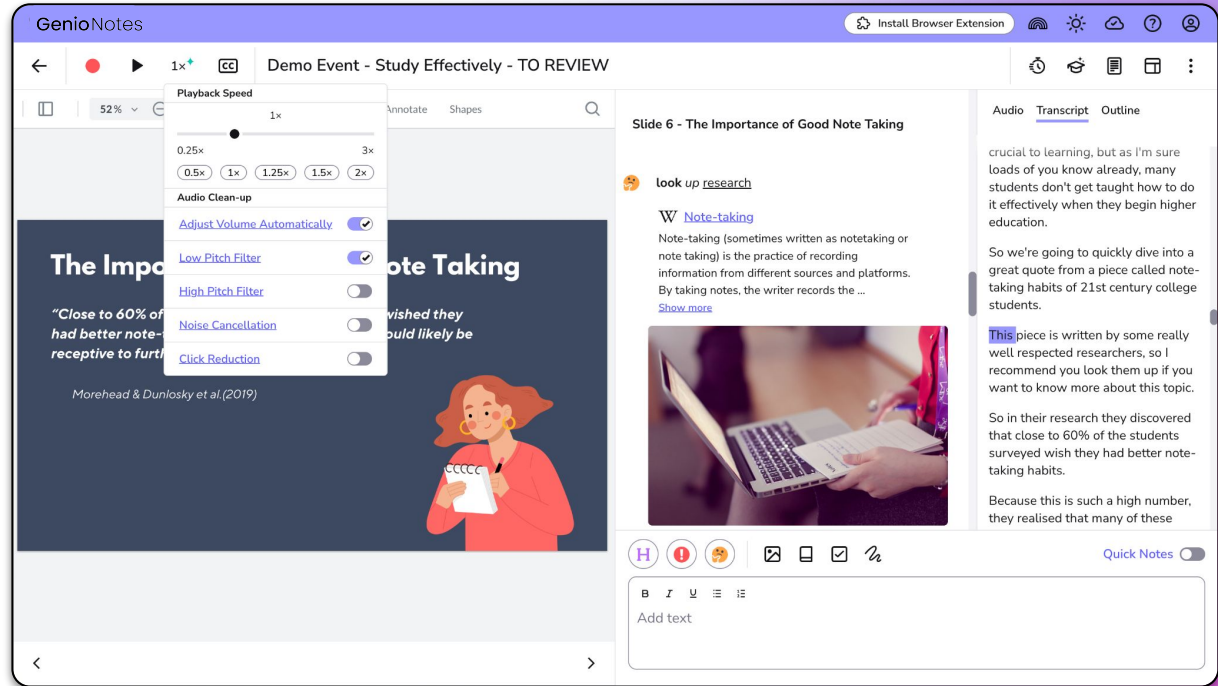 GenioNotes
Install Browser Extension
1×
CC
Demo Event - Study Effectively - TO REVIEW
52%
Annotate
Shapes
Playback Speed
1×
0.25×
3×
0.5×
1×
1.25×
1.5×
2×
Audio Clean-up
Adjust Volume Automatically
Low Pitch Filter
High Pitch Filter
Noise Cancellation
Click Reduction
The Impo
ote Taking
“Close to 60% of
wished they
had better note-
ould likely be
receptive to furt
Morehead & Dunlosky et al.(2019)
Slide 6 - The Importance of Good Note Taking
look up research
W Note-taking
Note-taking (sometimes written as notetaking or
note taking) is the practice of recording
information from different sources and platforms.
By taking notes, the writer records the ...
Show more
H
Quick Notes
B I U
Add text
Audio
Transcript
Outline
crucial to learning, but as I'm sure
loads of you know already, many
students don't get taught how to do
it effectively when they begin higher
education.
So we're going to quickly dive into a
great quote from a piece called note-
taking habits of 21st century college
students.
This piece is written by some really
well respected researchers, so I
recommend you look them up if you
want to know more about this topic.
So in their research they discovered
that close to 60% of the students
surveyed wish they had better note-
taking habits.
Because this is such a high number,
they realised that many of these